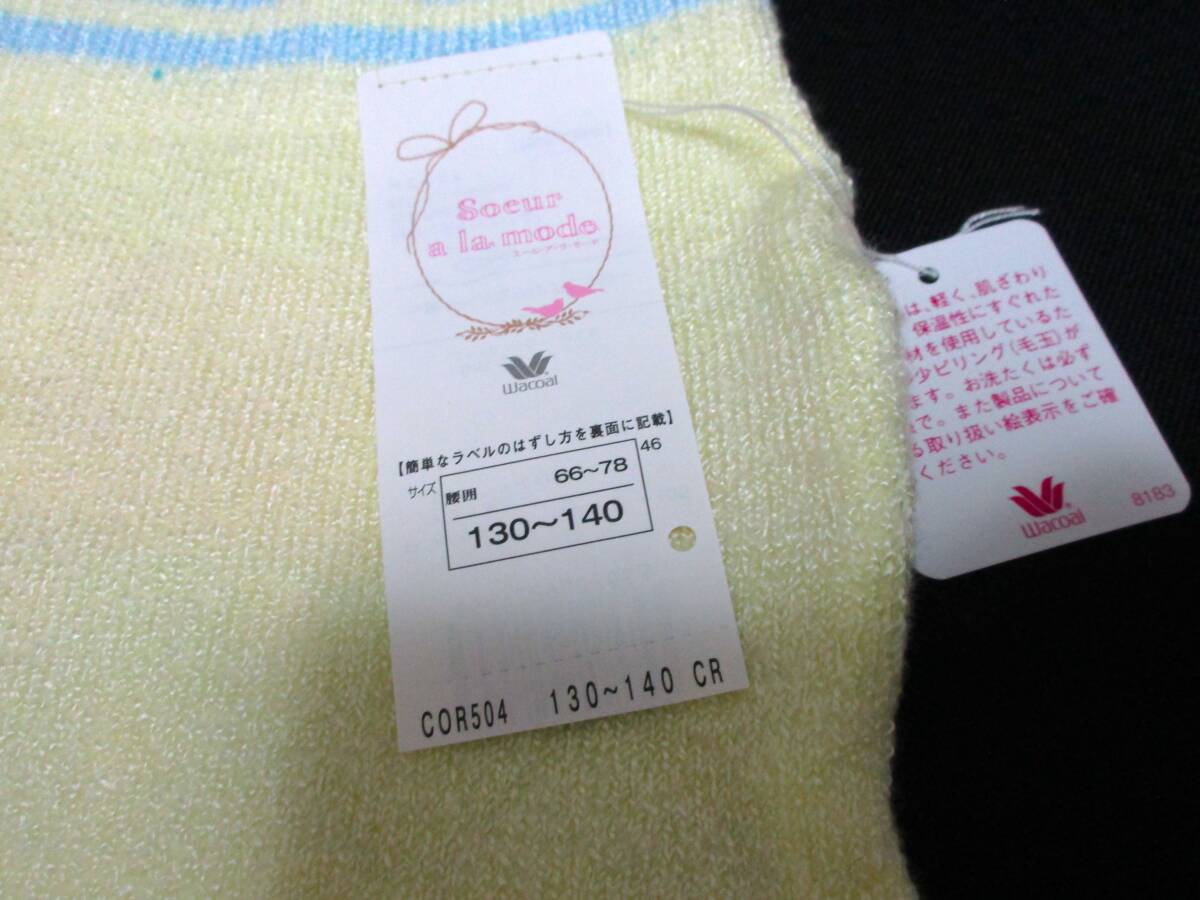 Soeur
a la mode
スール・ア・ラ・モード
Wacoal
【簡単なラベルのはずし方を裏面に記載】
サイズ
腰囲 66～78
46
130～140
COR504 130～140 CR
は、軽く、肌ざわり
保温性にすぐれた
材を使用しているた
少ピリング(毛玉)が
ます。お洗たくは必ず
で。また製品について
る取り扱い絵表示をご確
ください。
Wacoal
8183